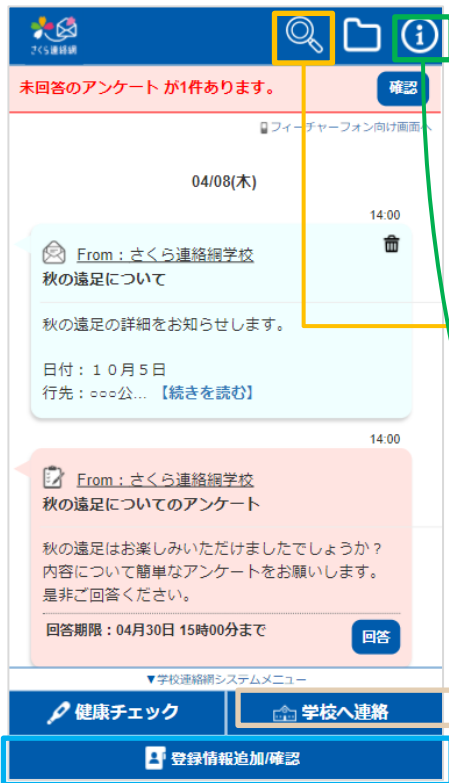 さくら連絡網
未回答のアンケート が1件あります。
確認
フィーチャーフォン向け画面へ
04/08(木)
14:00
From：さくら連絡網学校
秋の遠足について
秋の遠足の詳細をお知らせします。
日付：１０月５日
行先：○○○公... 【続きを読む】
14:00
From：さくら連絡網学校
秋の遠足についてのアンケート
秋の遠足はお楽しみいただけましたでしょうか？
内容について簡単なアンケートをお願いします。
是非ご回答ください。
回答期限：04月30日 15時00分まで
回答
▼学校連絡網システムメニュー
健康チェック
学校へ連絡
登録情報追加/確認